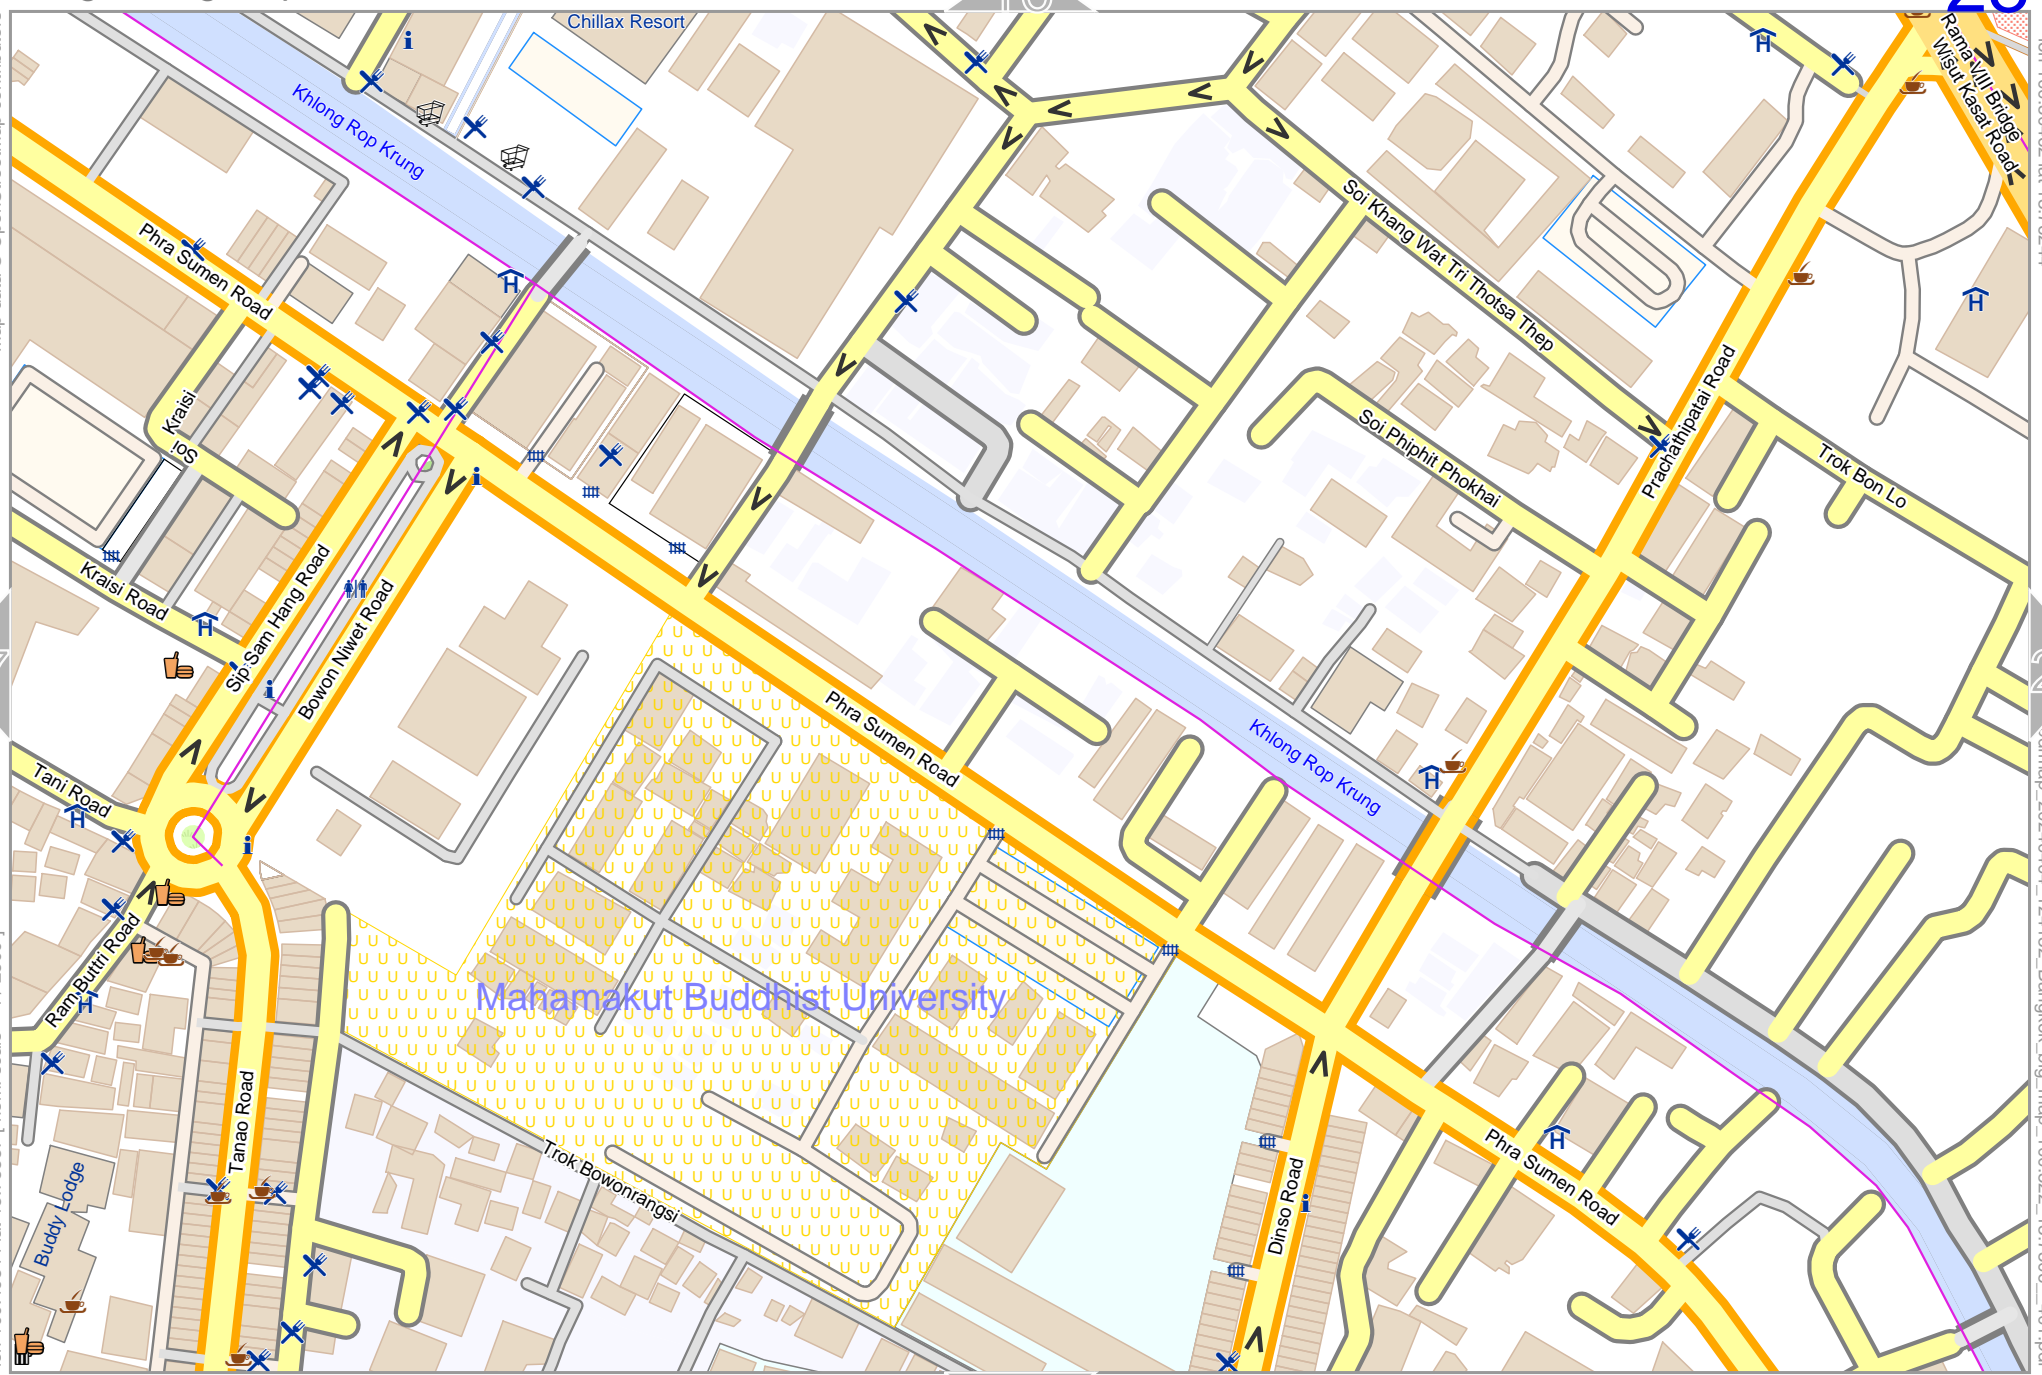 Chillax Resort
Khlong Rop Krung
Rama VIII Bridge
Wisut Kasat Road
Phra Sumen Road
Soi Khang Wat Tri Thotsa Thep
Prachathipatai Road
Soi Kraisi
Soi Phiphit Phokhai
Trok Bon Lo
Kraisi Road
Sip Sam Hang Road
Bowon Niwet Road
Phra Sumen Road
Khlong Rop Krung
Tani Road
Ram Buttri Road
Mahamakut Buddhist University
Tanao Road
Trok Bowonrangsi
Dinso Road
Phra Sumen Road
Buddy Lodge